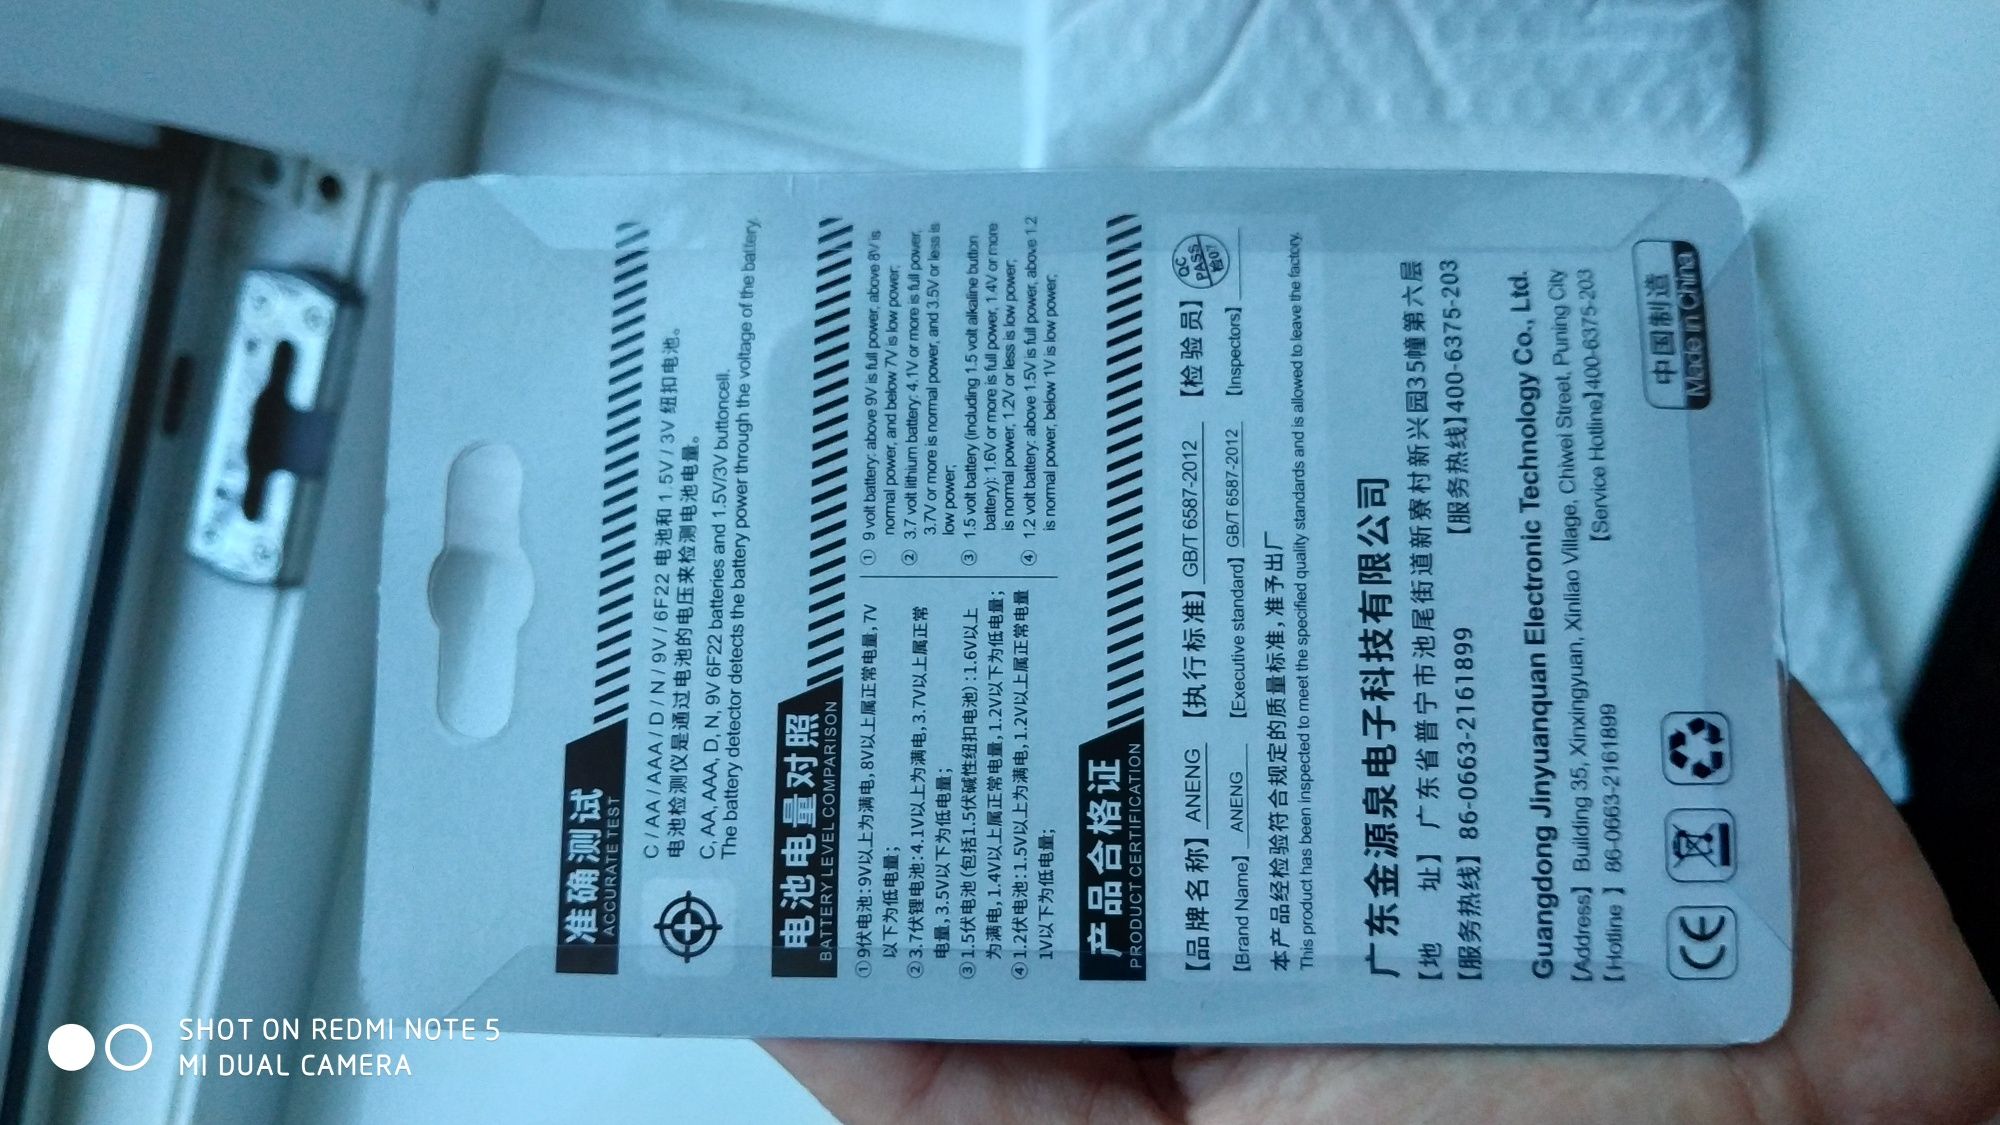 准确测试
ACCURATE TEST
C / AA / AAA / D / N / 9V / 6F22 电池和 1.5V / 3V 纽扣电池。
电池检测仪是通过电池的电压来检测电池电量。
C, AA, AAA, D, N, 9V 6F22 batteries and 1.5V/3V buttoncell.
The battery detector detects the battery power through the voltage of the battery.
电池电量对照
BATTERY LEVEL COMPARISON
①9伏电池:9V以上为满电,8V以上属正常电量,7V
以下为低电量;
②3.7伏锂电池:4.1V以上为满电,3.7V以上属正常
电量,3.5V以下为低电量;
③1.5伏电池(包括1.5伏碱性纽扣电池):1.6V以上
为满电,1.4V以上属正常电量,1.2V以下为低电量;
④1.2伏电池:1.5V以上为满电,1.2V以上属正常电量
1V以下为低电量;
① 9 volt battery: above 9V is full power, above 8V is
normal power, and below 7V is low power;
② 3.7 volt lithium battery: 4.1V or more is full power,
3.7V or more is normal power, and 3.5V or less is
low power;
③ 1.5 volt battery (including 1.5 volt alkaline button
battery): 1.6V or more is full power, 1.4V or more
is normal power, 1.2V or less is low power;
④ 1.2 volt battery: above 1.5V is full power, above 1.2
is normal power, below 1V is low power;
产品合格证
PRODUCT CERTIFICATION
【品牌名称】ANENG 【执行标准】GB/T 6587-2012 【检验员】
QC
PASS
检07
【Brand Name】ANENG 【Executive standard】GB/T 6587-2012 【Inspectors】
本产品经检验符合规定的质量标准,准予出厂
This product has been inspected to meet the specified quality standards and is allowed to leave the factory.
广东金源泉电子科技有限公司
【地 址】广东省普宁市池尾街道新寮村新兴园35幢第六层
【服务热线】86-0663-2161899 【服务热线】400-6375-203
Guangdong Jinyuanquan Electronic Technology Co., Ltd.
【Address】Building 35, Xinxingyuan, Xinliao Village, Chiwei Street, Puning City
【Hotline】86-0663-2161899 【Service Hotline】400-6375-203
CE
中国制造
Made in China
SHOT ON REDMI NOTE 5
MI DUAL CAMERA